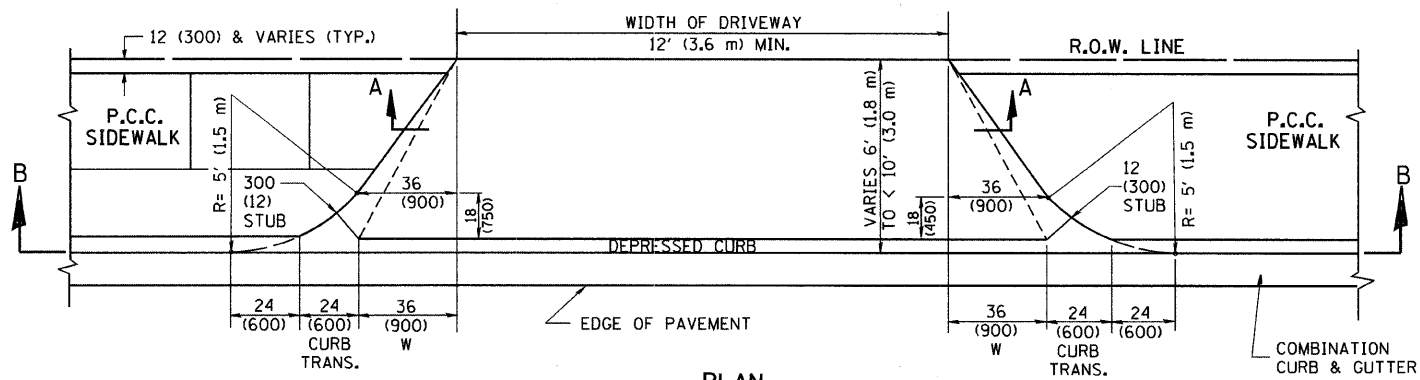 12 (300) & VARIES (TYP.)
WIDTH OF DRIVEWAY
12' (3.6 m) MIN.
R.O.W. LINE
A
A
P.C.C.
SIDEWALK
P.C.C.
SIDEWALK
B
B
R= 5' (1.5 m)
300
(12)
STUB
36
(900)
18
(750)
VARIES 6' (1.8 m)
TO < 10' (3.0 m)
36
(900)
18
(450)
12
(300)
STUB
R= 5' (1.5 m)
DEPRESSED CURB
24
(600)
24
(600)
CURB
TRANS.
36
(900)
W
EDGE OF PAVEMENT
36
(900)
W
24
(600)
CURB
TRANS.
24
(600)
COMBINATION
CURB & GUTTER